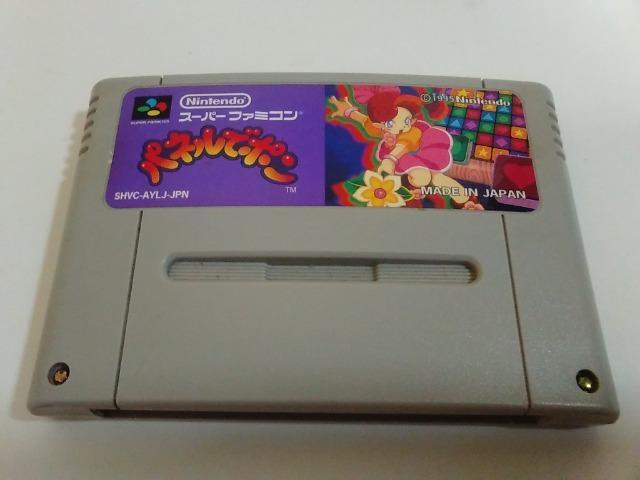 Nintendo
スーパーファミコン
SUPER FAMICOM
パネルでポン
TM
SHVC-AYLJ-JPN
©1995 Nintendo
MADE IN JAPAN